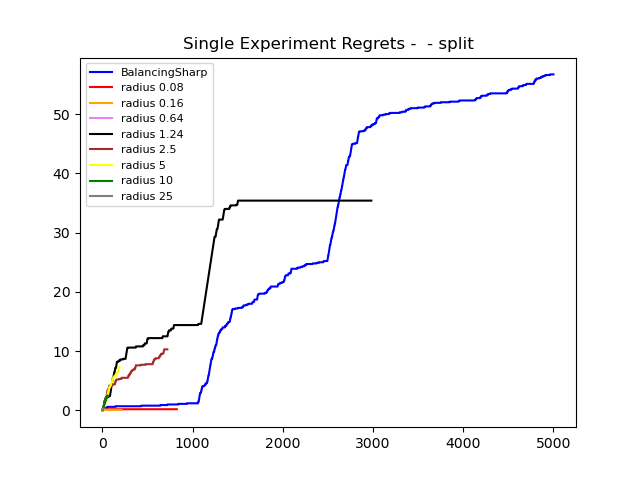 Single Experiment Regrets -  - split
BalancingSharp
radius 0.08
radius 0.16
radius 0.64
radius 1.24
radius 2.5
radius 5
radius 10
radius 25
50
40
30
20
10
0
0 1000 2000 3000 4000 5000